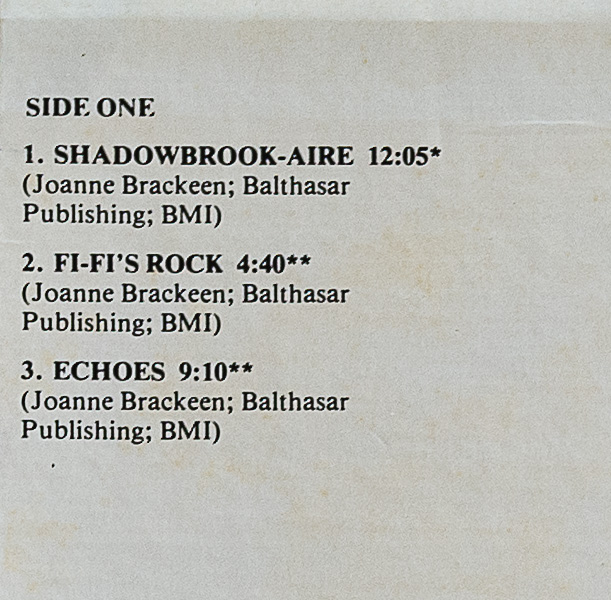 SIDE ONE
1. SHADOWBROOK-AIRE 12:05*
(Joanne Brackeen; Balthasar
Publishing; BMI)
2. FI-FI'S ROCK 4:40**
(Joanne Brackeen; Balthasar
Publishing; BMI)
3. ECHOES 9:10**
(Joanne Brackeen; Balthasar
Publishing; BMI)